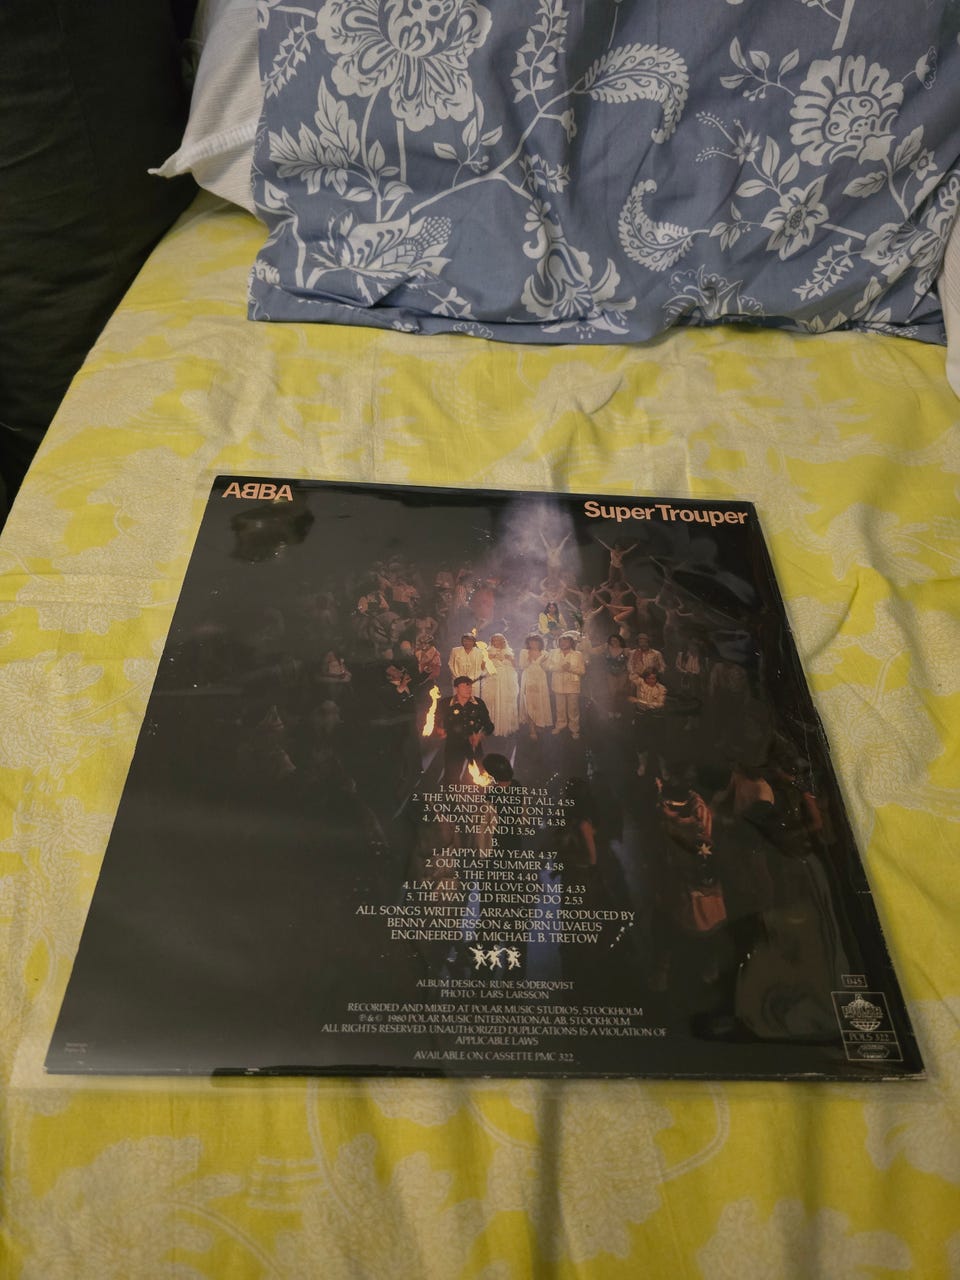 ABBA
Super Trouper
1. SUPER TROUPER 4.13
2. THE WINNER TAKES IT ALL 4.55
3. ON AND ON AND ON 3.41
4. ANDANTE, ANDANTE 4.38
5. ME AND I 3.56
B.
1. HAPPY NEW YEAR 4.37
2. OUR LAST SUMMER 4.58
3. THE PIPER 4.40
4. LAY ALL YOUR LOVE ON ME 4.33
5. THE WAY OLD FRIENDS DO 2.53
ALL SONGS WRITTEN, ARRANGED & PRODUCED BY
BENNY ANDERSSON & BJÖRN ULVAEUS
ENGINEERED BY MICHAEL B. TRETOW
ALBUM DESIGN: RUNE SÖDERQVIST
PHOTO: LARS LARSSON
RECORDED AND MIXED AT POLAR MUSIC STUDIOS, STOCKHOLM
℗ & © 1980 POLAR MUSIC INTERNATIONAL AB, STOCKHOLM
ALL RIGHTS RESERVED. UNAUTHORIZED DUPLICATIONS IS A VIOLATION OF
APPLICABLE LAWS
AVAILABLE ON CASSETTE PMC 322
D45
POLAR
POLS 322